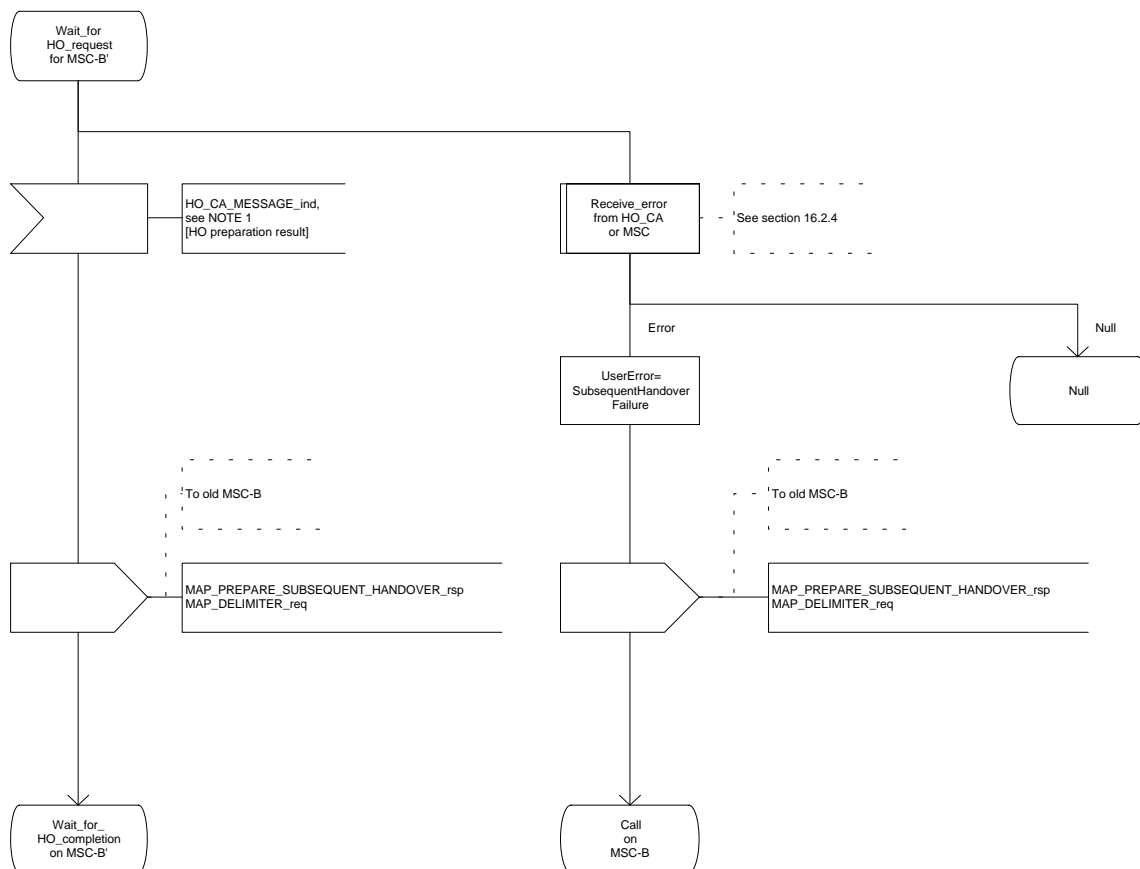 Wait_for
HO_request
for MSC-B'
HO_CA_MESSAGE_ind,
see NOTE 1
[HO preparation result]
Receive_error
from HO_CA
or MSC
See section 16.2.4
Error
Null
UserError=
SubsequentHandover
Failure
Null
To old MSC-B
To old MSC-B
MAP_PREPARE_SUBSEQUENT_HANDOVER_rsp
MAP_DELIMITER_req
MAP_PREPARE_SUBSEQUENT_HANDOVER_rsp
MAP_DELIMITER_req
Wait_for_
HO_completion
on MSC-B'
Call
on
MSC-B